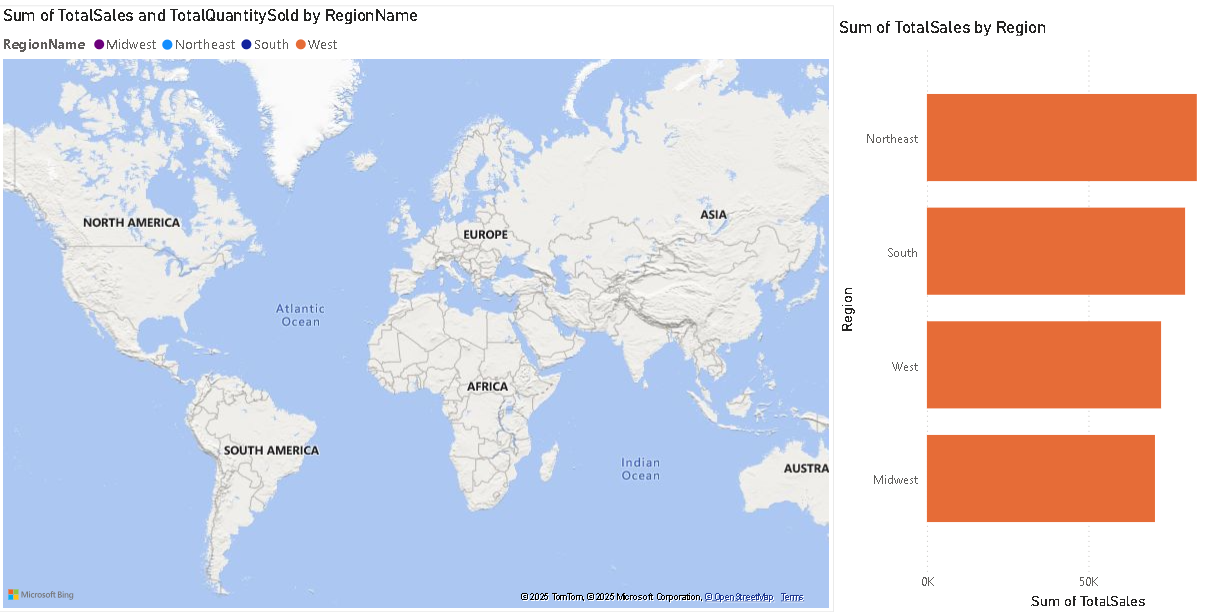 Sum of TotalSales and TotalQuantitySold by RegionName
RegionName Midwest Northeast South West
NORTH AMERICA
EUROPE
ASIA
Atlantic
Ocean
AFRICA
SOUTH AMERICA
Indian
Ocean
AUSTRA
Microsoft Bing
© 2025 TomTom, © 2025 Microsoft Corporation, © OpenStreetMap Terms
Sum of TotalSales by Region
Region
Northeast
South
West
Midwest
0K 50K
Sum of TotalSales